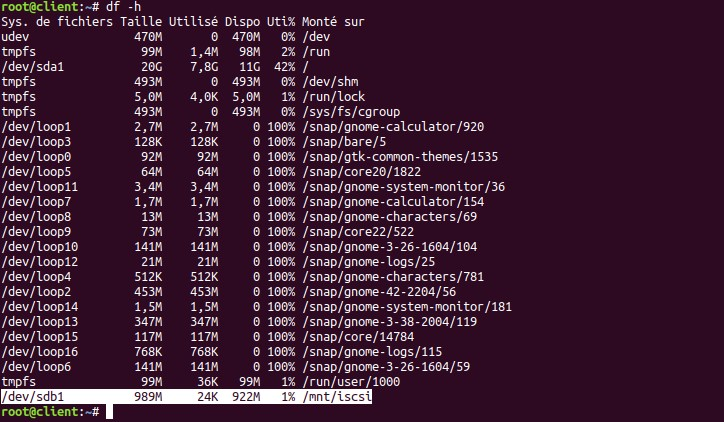 root@client:~# df -h
Sys. de fichiers Taille Utilisé Dispo Uti% Monté sur
udev 470M 0 470M 0% /dev
tmpfs 99M 1,4M 98M 2% /run
/dev/sda1 20G 7,8G 11G 42% /
tmpfs 493M 0 493M 0% /dev/shm
tmpfs 5,0M 4,0K 5,0M 1% /run/lock
tmpfs 493M 0 493M 0% /sys/fs/cgroup
/dev/loop1 2,7M 2,7M 0 100% /snap/gnome-calculator/920
/dev/loop3 128K 128K 0 100% /snap/bare/5
/dev/loop0 92M 92M 0 100% /snap/gtk-common-themes/1535
/dev/loop5 64M 64M 0 100% /snap/core20/1822
/dev/loop11 3,4M 3,4M 0 100% /snap/gnome-system-monitor/36
/dev/loop7 1,7M 1,7M 0 100% /snap/gnome-calculator/154
/dev/loop8 13M 13M 0 100% /snap/gnome-characters/69
/dev/loop9 73M 73M 0 100% /snap/core22/522
/dev/loop10 141M 141M 0 100% /snap/gnome-3-26-1604/104
/dev/loop12 21M 21M 0 100% /snap/gnome-logs/25
/dev/loop4 512K 512K 0 100% /snap/gnome-characters/781
/dev/loop2 453M 453M 0 100% /snap/gnome-42-2204/56
/dev/loop14 1,5M 1,5M 0 100% /snap/gnome-system-monitor/181
/dev/loop13 347M 347M 0 100% /snap/gnome-3-38-2004/119
/dev/loop15 117M 117M 0 100% /snap/core/14784
/dev/loop16 768K 768K 0 100% /snap/gnome-logs/115
/dev/loop6 141M 141M 0 100% /snap/gnome-3-26-1604/59
tmpfs 99M 36K 99M 1% /run/user/1000
/dev/sdb1 989M 24K 922M 1% /mnt/iscsi
root@client:~#